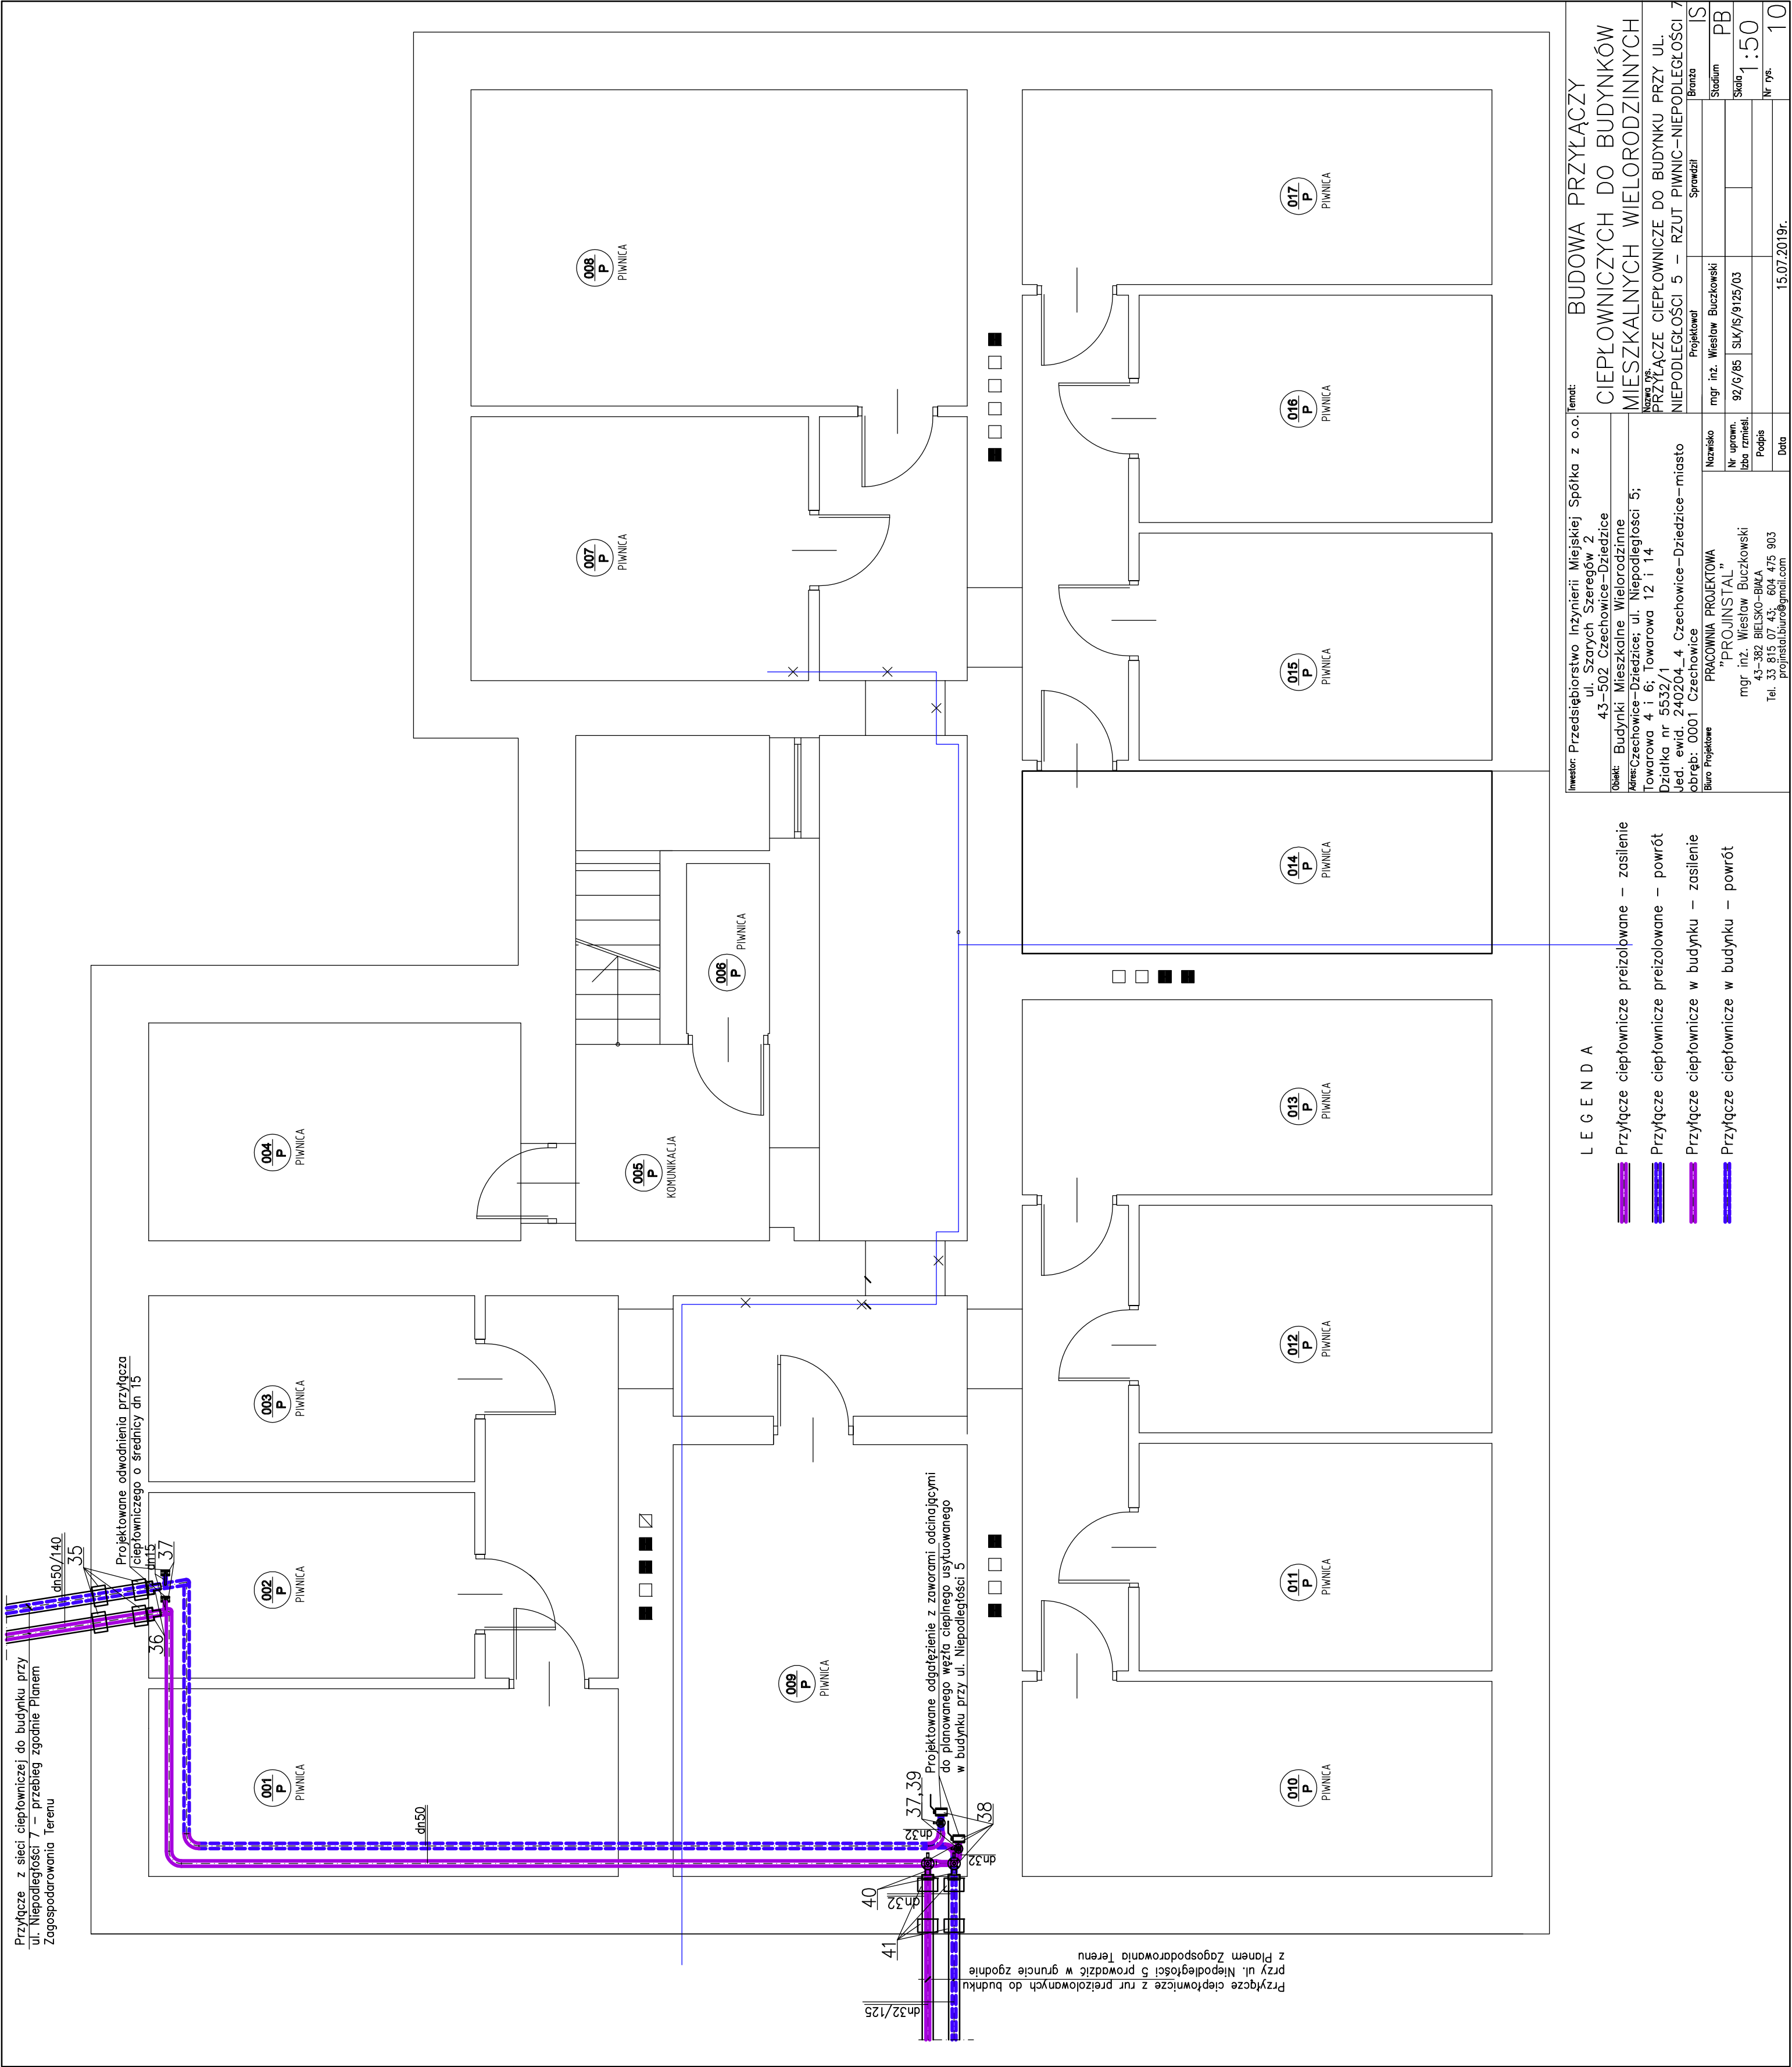 Przyłącze z sieci ciepłowniczej do budynku przy
ul. Niepodległości 7 – przebieg zgodnie Planem
Zagospodarowania Terenu
dn50/140
35
Projektowane odwodnienia przyłącza
ciepłowniczego o średnicy dn 15
dn15
37
36
001
P
PIWNICA
002
P
PIWNICA
003
P
PIWNICA
004
P
PIWNICA
005
P
KOMUNIKACJA
006
P
PIWNICA
007
P
PIWNICA
008
P
PIWNICA
dn50
009
P
PIWNICA
Projektowane odgałęzienie z zaworami odcinającymi
do planowanego węzła cieplnego usytuowanego
w budynku przy ul. Niepodległości 5
37,39
38
dn32
dn32
40
dn32
41
dn32/125
Przyłącze ciepłownicze z rur preizolowanych do budnku
przy ul. Niepodległości 5 prowadzić w gruncie zgodnie
z Planem Zagospodarowania Terenu
010
P
PIWNICA
011
P
PIWNICA
012
P
PIWNICA
013
P
PIWNICA
014
P
PIWNICA
015
P
PIWNICA
016
P
PIWNICA
017
P
PIWNICA
L E G E N D A
Przyłącze ciepłownicze preizolowane – zasilenie
Przyłącze ciepłownicze preizolowane – powrót
Przyłącze ciepłownicze w budynku – zasilenie
Przyłącze ciepłownicze w budynku – powrót
Inwestor: Przedsiębiorstwo Inżynierii Miejskiej Spółka z o.o.
ul. Szarych Szeregów 2
43-502 Czechowice-Dziedzice
Obiekt: Budynki Mieszkalne Wielorodzinne
Adres: Czechowice-Dziedzice; ul. Niepodległości 5;
Towarowa 4 i 6; Towarowa 12 i 14
Działka nr 5532/1
Jed. ewid. 240204_4 Czechowice-Dziedzice-miasto
obręb: 0001 Czechowice
Biuro Projektowe
PRACOWNIA PROJEKTOWA
"PROJINSTAL"
mgr inż. Wiesław Buczkowski
43-382 BIELSKO-BIAŁA
Tel. 33 815 07 43; 604 475 903
projinstal.biuro@gmail.com
Temat:
BUDOWA PRZYŁĄCZY
CIEPŁOWNICZYCH DO BUDYNKÓW
MIESZKALNYCH WIELORODZINNYCH
Nazwa rys.
PRZYŁĄCZE CIEPŁOWNICZE DO BUDYNKU PRZY UL.
NIEPODLEGŁOŚCI 5 – RZUT PIWNIC-NIEPODLEGŁOŚCI 7
Projektował
Sprawdził
Branża
IS
Nazwisko
mgr inż. Wiesław Buczkowski
Stadium
PB
Nr uprawn.
Izba rzmieśl.
92/G/85
SLK/IS/9125/03
Skala
1:50
Podpis
Nr rys.
10
Data
15.07.2019r.